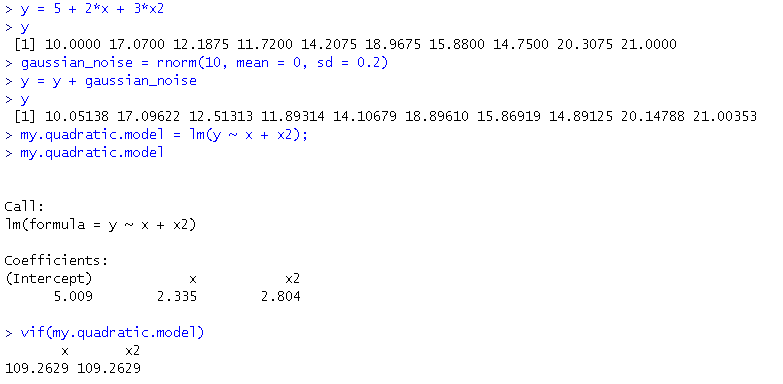 > y = 5 + 2*x + 3*x2
> y
[1] 10.0000 17.0700 12.1875 11.7200 14.2075 18.9675 15.8800 14.7500 20.3075 21.0000
> gaussian_noise = rnorm(10, mean = 0, sd = 0.2)
> y = y + gaussian_noise
> y
[1] 10.05138 17.09622 12.51313 11.89314 14.10679 18.89610 15.86919 14.89125 20.14788 21.00353
> my.quadratic.model = lm(y ~ x + x2);
> my.quadratic.model
Call:
lm(formula = y ~ x + x2)
Coefficients:
(Intercept) x x2
5.009 2.335 2.804
> vif(my.quadratic.model)
x x2
109.2629 109.2629